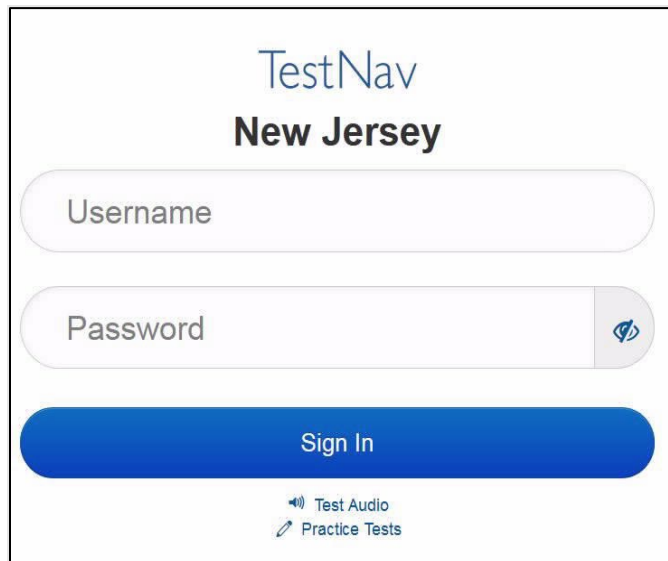 TestNav
New Jersey
Username
Password
Sign In
Test Audio
Practice Tests